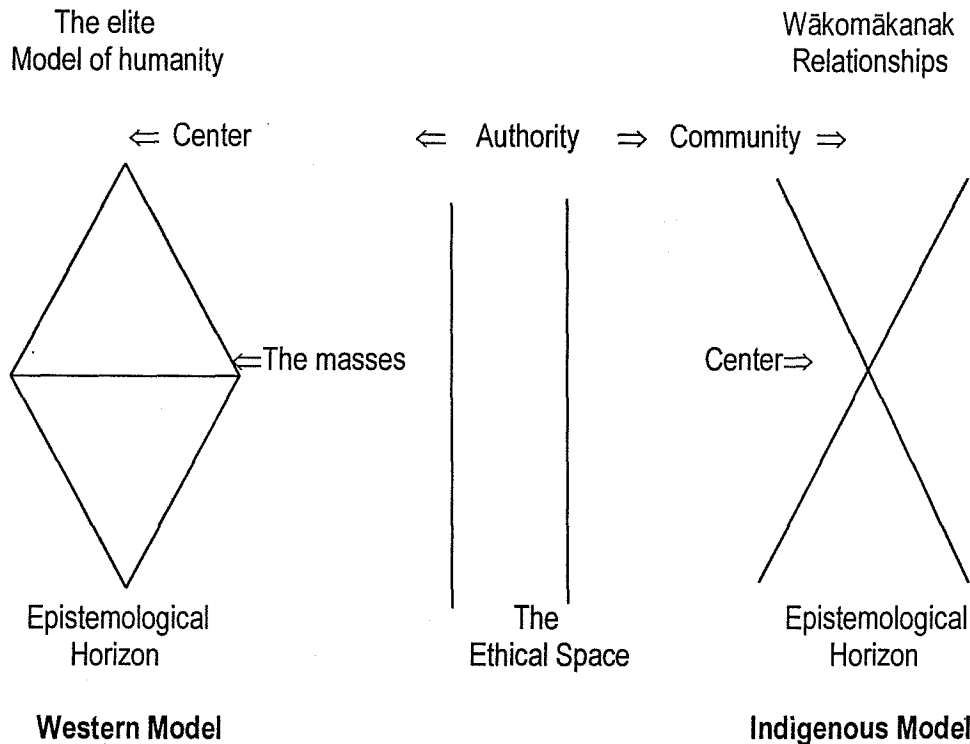 The elite
Model of humanity
Wākomākanak
Relationships
⇐ Center
⇐ Authority ⇒ Community ⇒
⇐The masses
Center⇒
Epistemological
Horizon
The
Ethical Space
Epistemological
Horizon
Western Model
Indigenous Model